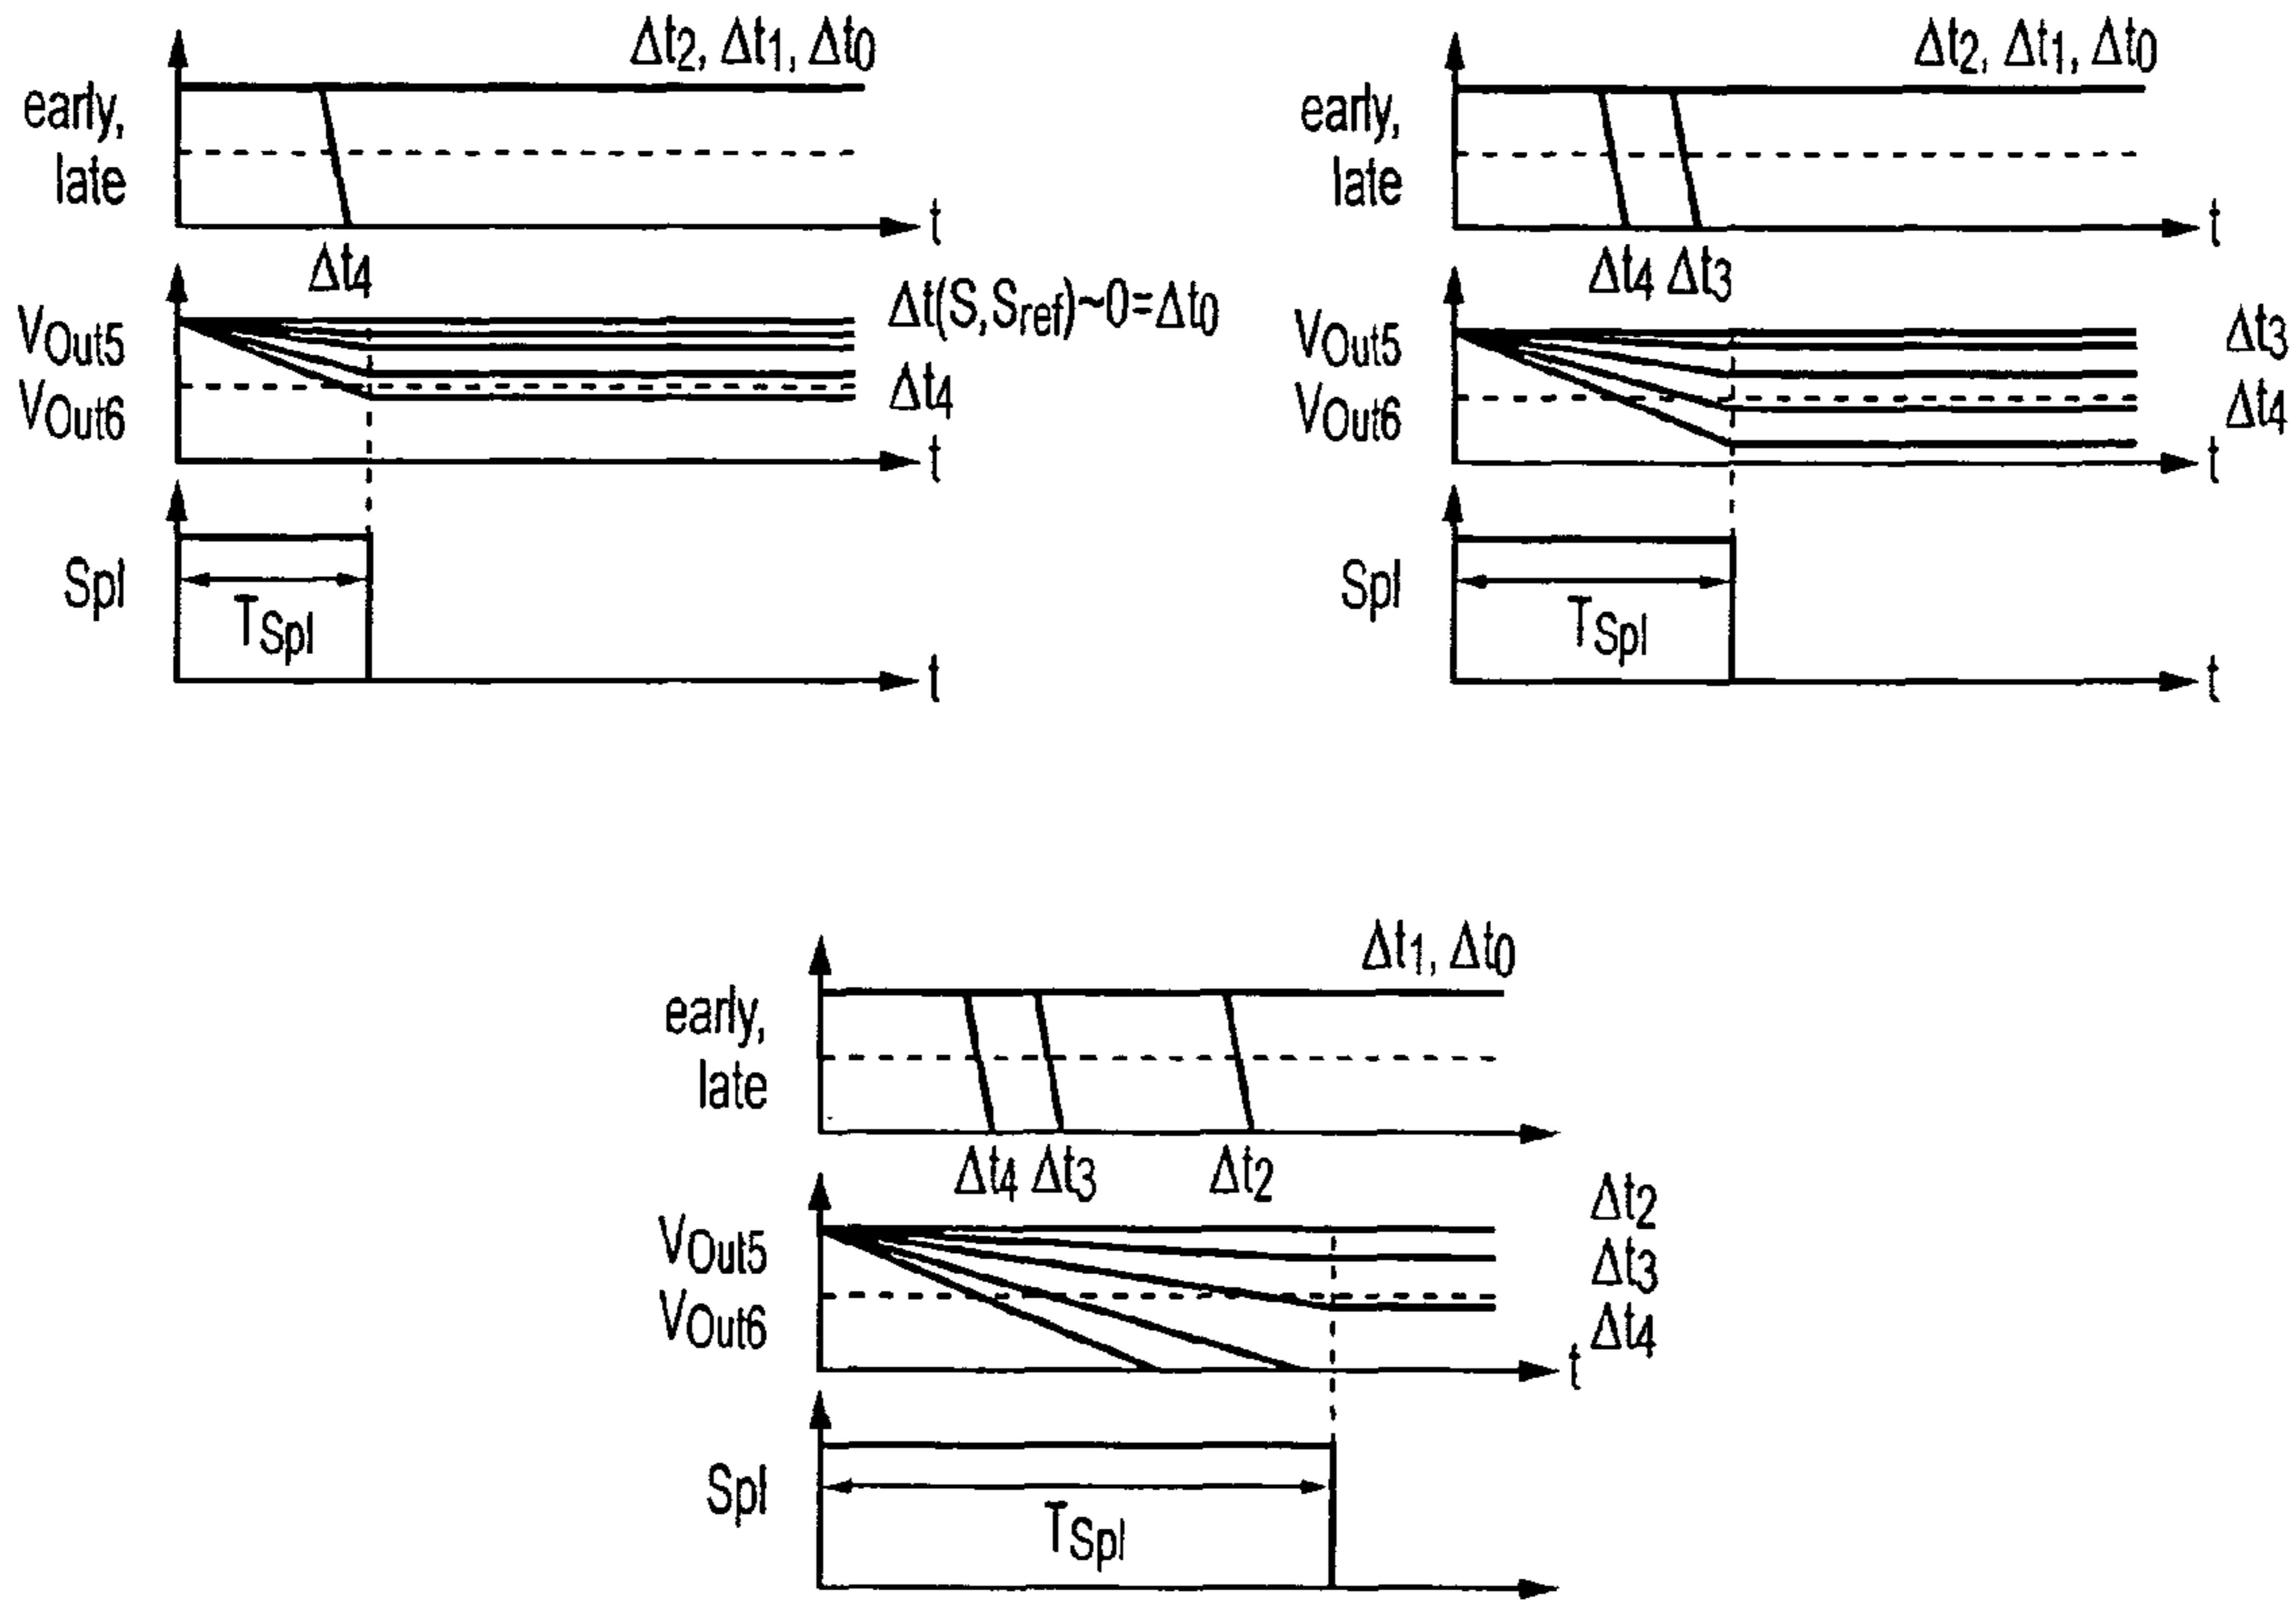 Δt2, Δt1, Δt0
early,
late
t
Δt4
VOut5
VOut6
Δt(S,Sref)~0=Δt0
Δt4
t
Spl
TSpl
t
Δt2, Δt1, Δt0
early,
late
t
Δt4 Δt3
VOut5
VOut6
Δt3
Δt4
t
Spl
TSpl
t
Δt1, Δt0
early,
late
Δt4 Δt3 Δt2
VOut5
VOut6
Δt2
Δt3
Δt4
t
Spl
TSpl